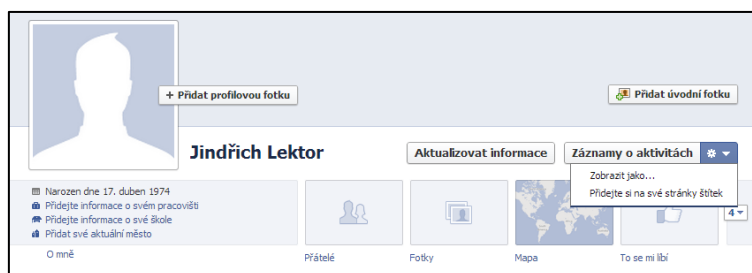 + Přidat profilovou fotku
Přidat úvodní fotku
Jindřich Lektor
Aktualizovat informace
Záznamy o aktivitách
Zobrazit jako...
Přidejte si na své stránky štítek
Narozen dne 17. duben 1974
Přidejte informace o svém pracovišti
Přidejte informace o své škole
Přidat své aktuální město
O mně
4
Přátelé
Fotky
Mapa
To se mi líbí